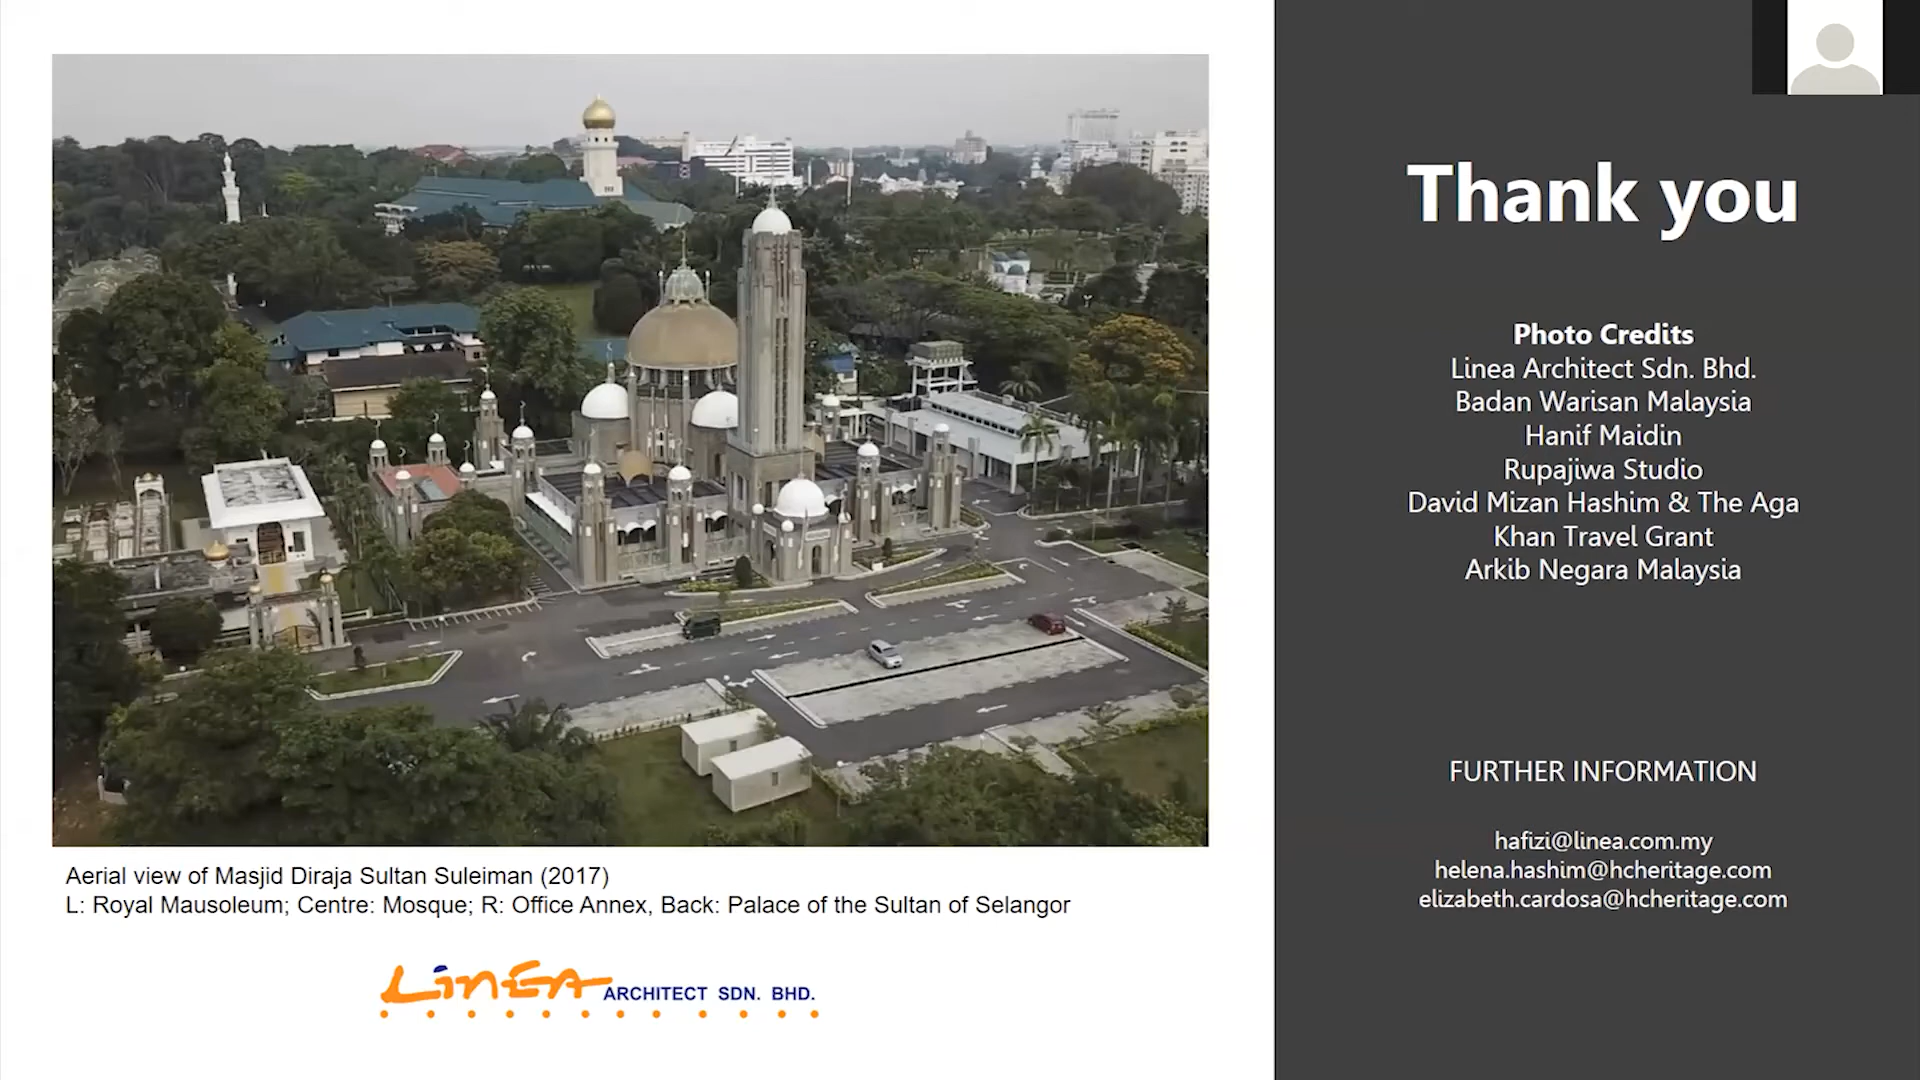 Thank you
Photo Credits
Linea Architect Sdn. Bhd.
Badan Warisan Malaysia
Hanif Maidin
Rupajiwa Studio
David Mizan Hashim & The Aga
Khan Travel Grant
Arkib Negara Malaysia
FURTHER INFORMATION
hafizi@linea.com.my
helena.hashim@hcheritage.com
elizabeth.cardosa@hcheritage.com
Aerial view of Masjid Diraja Sultan Suleiman (2017)
L: Royal Mausoleum; Centre: Mosque; R: Office Annex, Back: Palace of the Sultan of Selangor
LinEA ARCHITECT SDN. BHD.